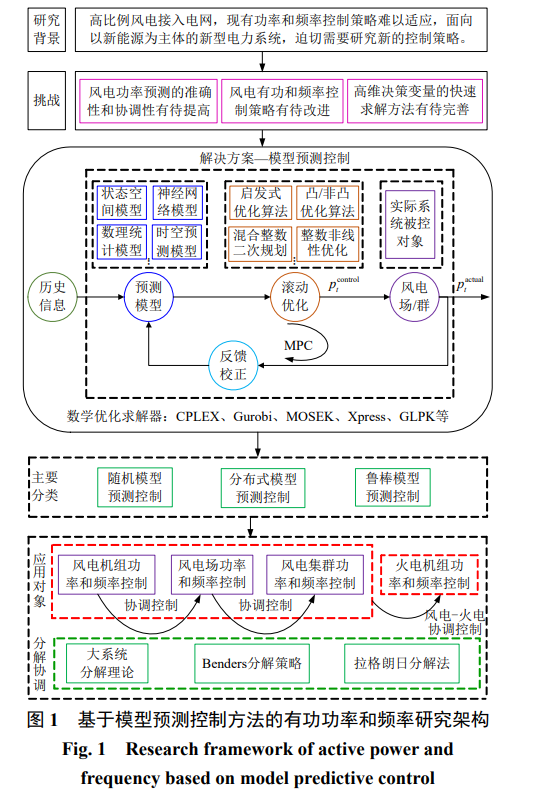 研究
背景
高比例风电接入电网，现有功率和频率控制策略难以适应，面向
以新能源为主体的新型电力系统，迫切需要研究新的控制策略。
挑战
风电功率预测的准确
性和协调性有待提高
风电有功和频率控
制策略有待改进
高维决策变量的快速
求解方法有待完善
解决方案—模型预测控制
状态空
间模型
神经网
络模型
数理统
计模型
时空预
测模型
启发式
优化算法
凸/非凸
优化算法
混合整数
二次规划
整数非线
性优化
实际系
统被控
对象
历史
信息
预测
模型
滚动
优化
p_t^control
风电
场/群
p_t^actual
MPC
反馈
校正
数学优化求解器：CPLEX、Gurobi、MOSEK、Xpress、GLPK等
主要
分类
随机模型
预测控制
分布式模型
预测控制
鲁棒模型
预测控制
应用对象
风电机组功
率和频率控制
风电场功率
和频率控制
风电集群功
率和频率控制
火电机组功
率和频率控制
协调控制
协调控制
风电-火电
协调控制
分解协调
大系统
分解理论
Benders分解策略
拉格朗日分解法
图 1 基于模型预测控制方法的有功功率和频率研究架构
Fig. 1 Research framework of active power and
frequency based on model predictive control